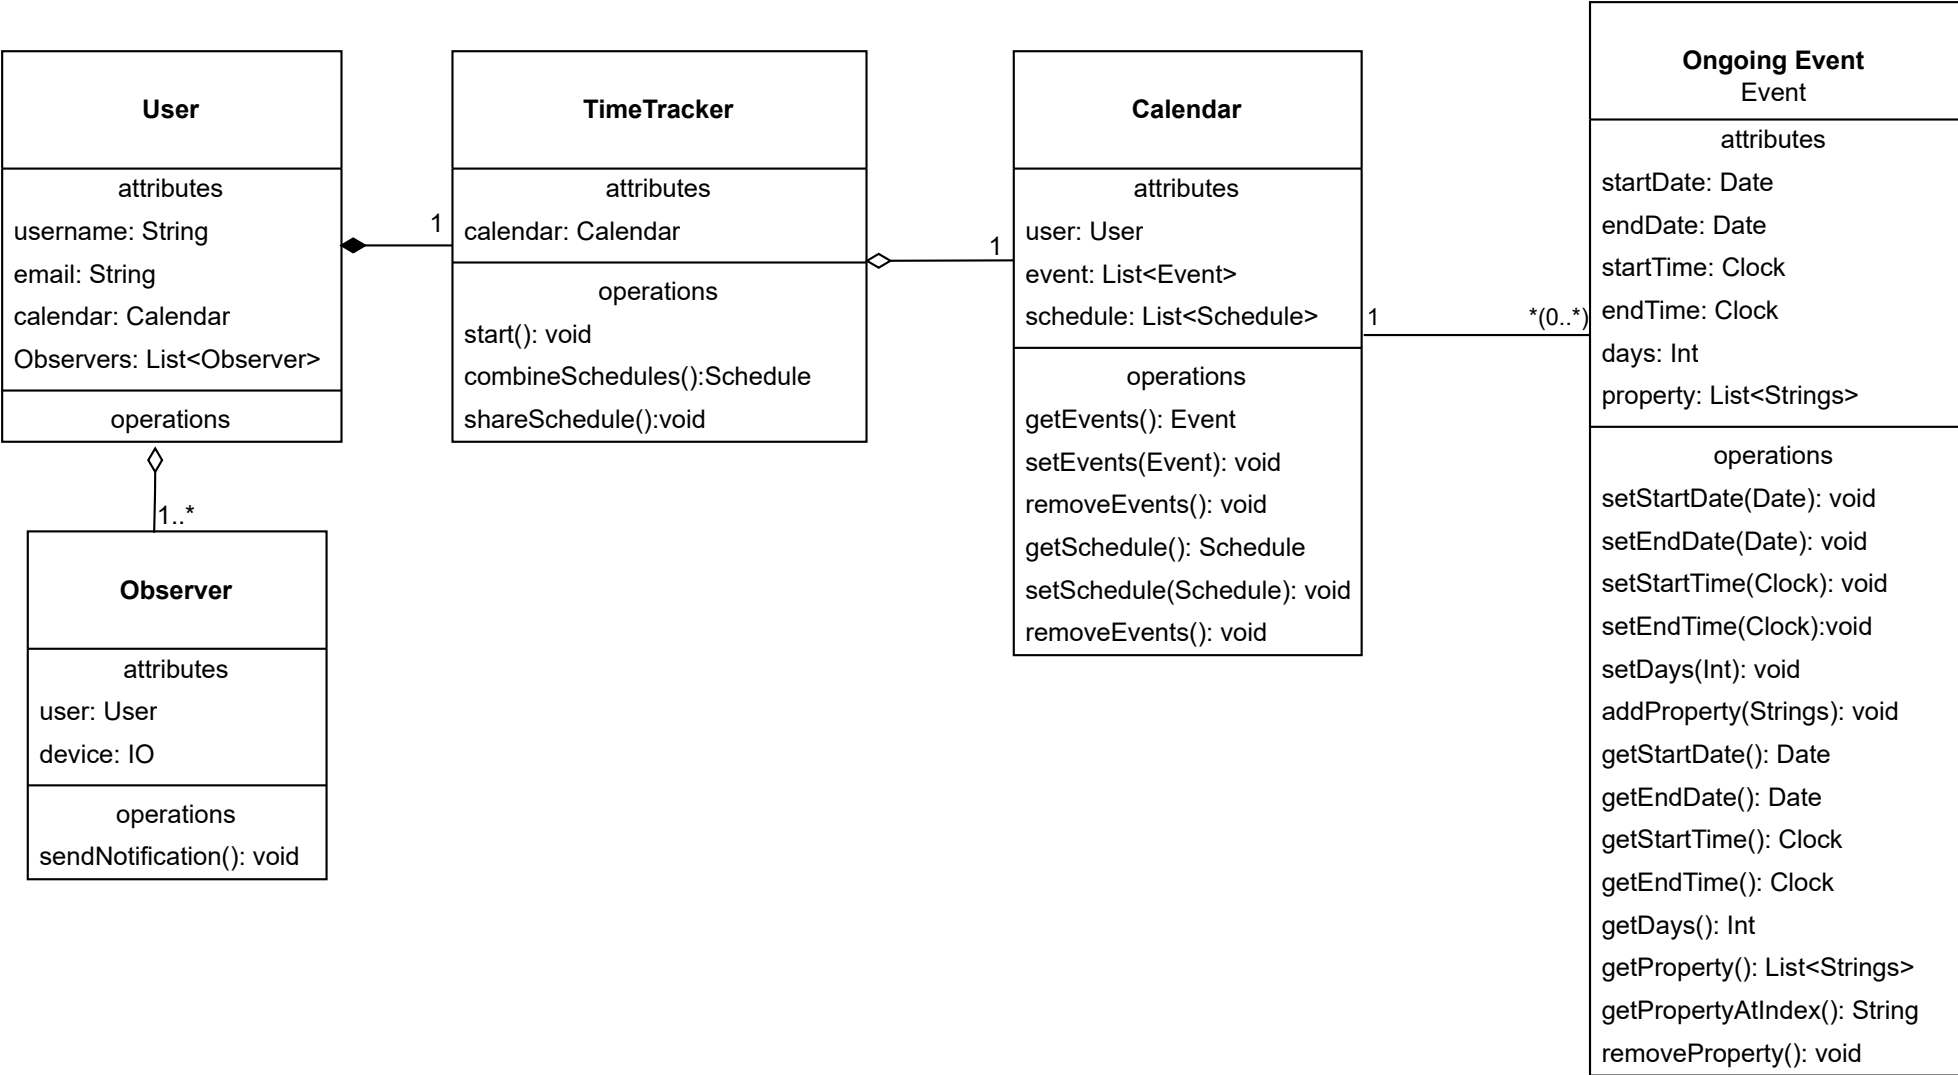 User
attributes
username: String
email: String
calendar: Calendar
Observers: List<Observer>
operations
1..*
Observer
attributes
user: User
device: IO
operations
sendNotification(): void
1
TimeTracker
attributes
calendar: Calendar
operations
start(): void
combineSchedules():Schedule
shareSchedule():void
1
Calendar
attributes
user: User
event: List<Event>
schedule: List<Schedule>
operations
getEvents(): Event
setEvents(Event): void
removeEvents(): void
getSchedule(): Schedule
setSchedule(Schedule): void
removeEvents(): void
1
*(0..*)
Ongoing Event
Event
attributes
startDate: Date
endDate: Date
startTime: Clock
endTime: Clock
days: Int
property: List<Strings>
operations
setStartDate(Date): void
setEndDate(Date): void
setStartTime(Clock): void
setEndTime(Clock):void
setDays(Int): void
addProperty(Strings): void
getStartDate(): Date
getEndDate(): Date
getStartTime(): Clock
getEndTime(): Clock
getDays(): Int
getProperty(): List<Strings>
getPropertyAtIndex(): String
removeProperty(): void